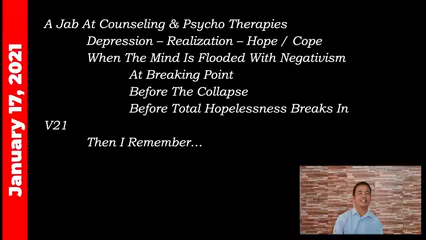 January 17, 2021
A Jab At Counseling & Psycho Therapies
Depression – Realization – Hope / Cope
When The Mind Is Flooded With Negativism
At Breaking Point
Before The Collapse
Before Total Hopelessness Breaks In
V21
Then I Remember…